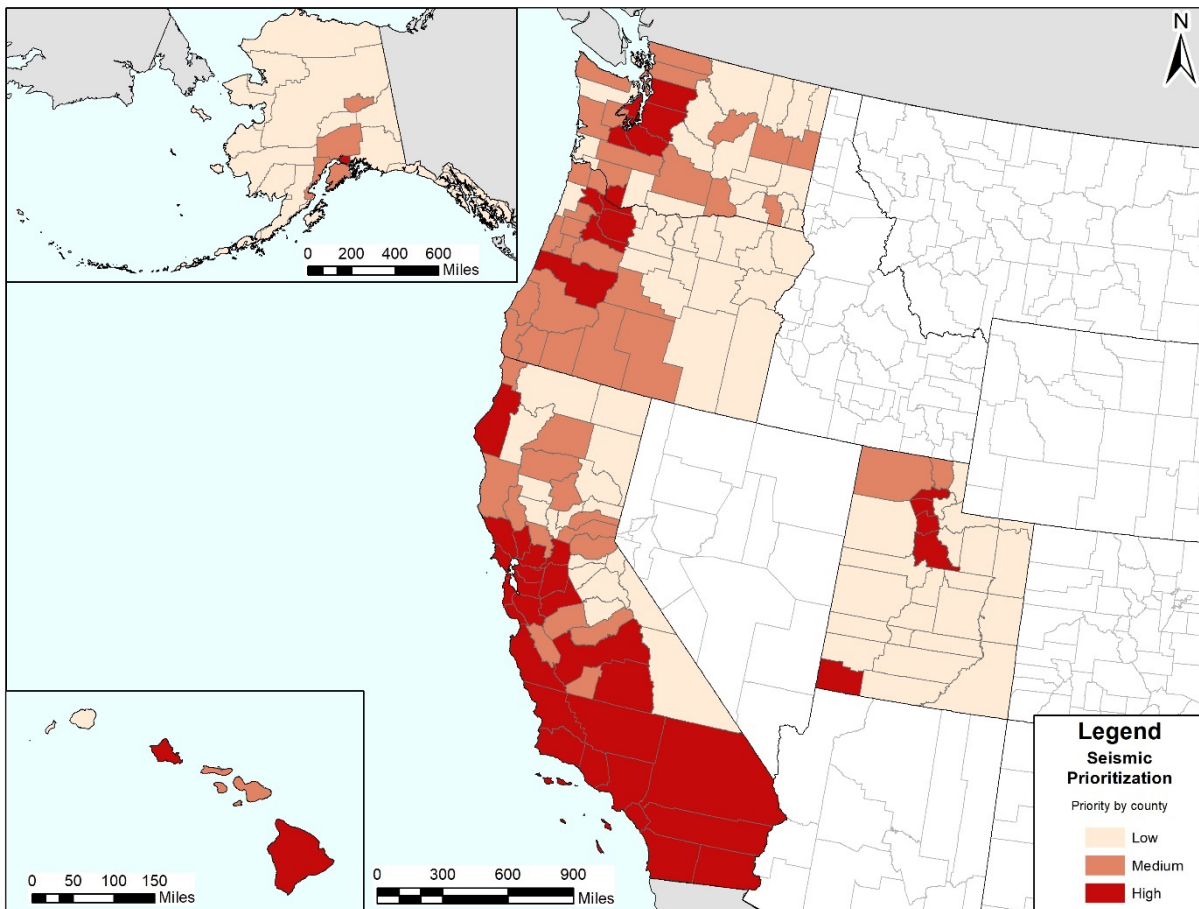 N
0 200 400 600
Miles
0 50 100 150
Miles
0 300 600 900
Miles
Legend
Seismic
Prioritization
Priority by county
Low
Medium
High